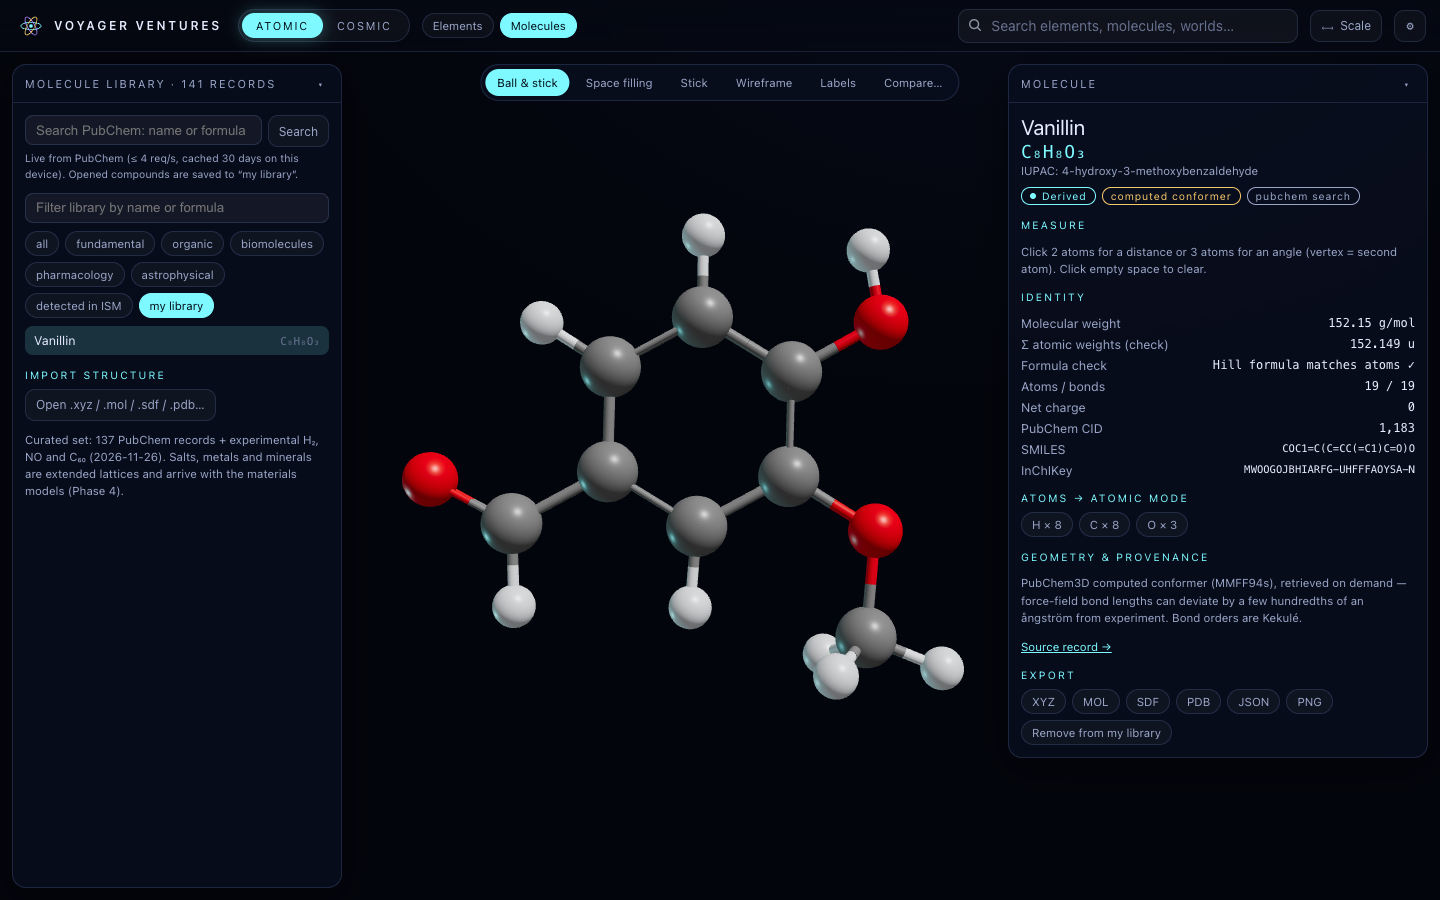 VOYAGER VENTURES
ATOMIC
COSMIC
Elements
Molecules
Search elements, molecules, worlds...
Scale
MOLECULE LIBRARY · 141 RECORDS
Search PubChem: name or formula
Search
Live from PubChem (≤ 4 req/s, cached 30 days on this
device). Opened compounds are saved to “my library”.
Filter library by name or formula
all
fundamental
organic
biomolecules
pharmacology
astrophysical
detected in ISM
my library
Vanillin
C₈H₈O₃
IMPORT STRUCTURE
Open .xyz / .mol / .sdf / .pdb...
Curated set: 137 PubChem records + experimental H₂,
NO and C₆₀ (2026-11-26). Salts, metals and minerals
are extended lattices and arrive with the materials
models (Phase 4).
Ball & stick
Space filling
Stick
Wireframe
Labels
Compare...
MOLECULE
Vanillin
C₈H₈O₃
IUPAC: 4-hydroxy-3-methoxybenzaldehyde
Derived
computed conformer
pubchem search
MEASURE
Click 2 atoms for a distance or 3 atoms for an angle (vertex = second
atom). Click empty space to clear.
IDENTITY
Molecular weight 152.15 g/mol
Σ atomic weights (check) 152.149 u
Formula check Hill formula matches atoms ✓
Atoms / bonds 19 / 19
Net charge 0
PubChem CID 1,183
SMILES COC1=C(C=CC(=C1)C=O)O
InChIKey MWOOGOJBHIARFG-UHFFFAOYSA-N
ATOMS → ATOMIC MODE
H × 8
C × 8
O × 3
GEOMETRY & PROVENANCE
PubChem3D computed conformer (MMFF94s), retrieved on demand —
force-field bond lengths can deviate by a few hundredths of an
ångström from experiment. Bond orders are Kekulé.
Source record →
EXPORT
XYZ
MOL
SDF
PDB
JSON
PNG
Remove from my library